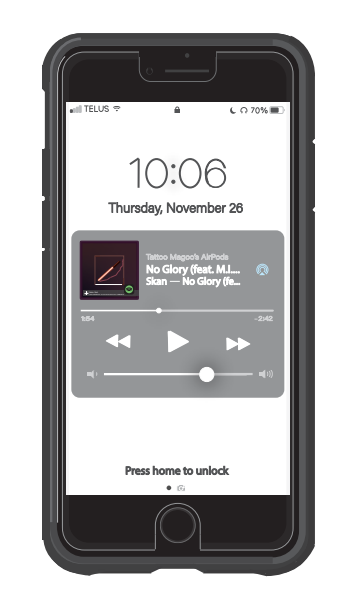 TELUS 70%
10:06
Thursday, November 26
Tattoo Magoo's AirPods
No Glory (feat. M.I....
Skan — No Glory (fe...
1:54 -2:42
Press home to unlock